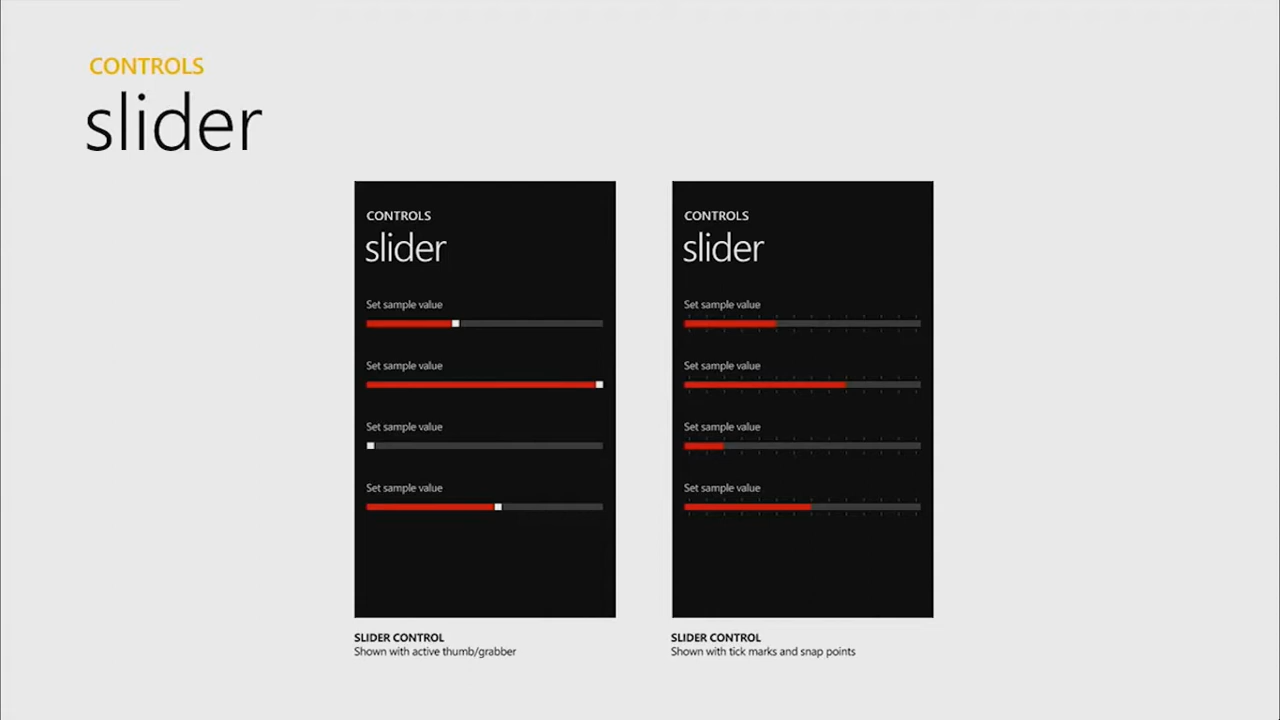 CONTROLS
slider
CONTROLS
slider
Set sample value
Set sample value
Set sample value
Set sample value
SLIDER CONTROL
Shown with active thumb/grabber
CONTROLS
slider
Set sample value
Set sample value
Set sample value
Set sample value
SLIDER CONTROL
Shown with tick marks and snap points